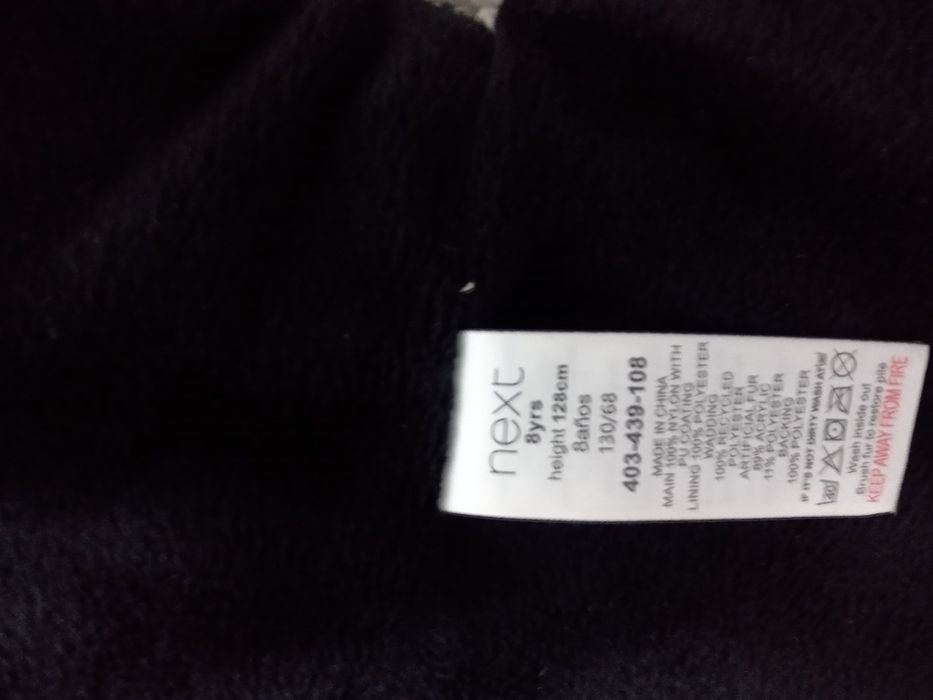 next
8yrs
height 128cm
8años
130/68
403-439-108
MADE IN CHINA
MAIN 100% NYLON WITH
PU COATING
LINING 100% POLYESTER
WADDING
100% RECYCLED
POLYESTER
ARTIFICIAL FUR
89% ACRYLIC
11% POLYESTER
BACKING
100% POLYESTER
IF IT'S NOT DIRTY WASH AT 30°
40
Wash inside out
Brush fur to restore pile
KEEP AWAY FROM FIRE